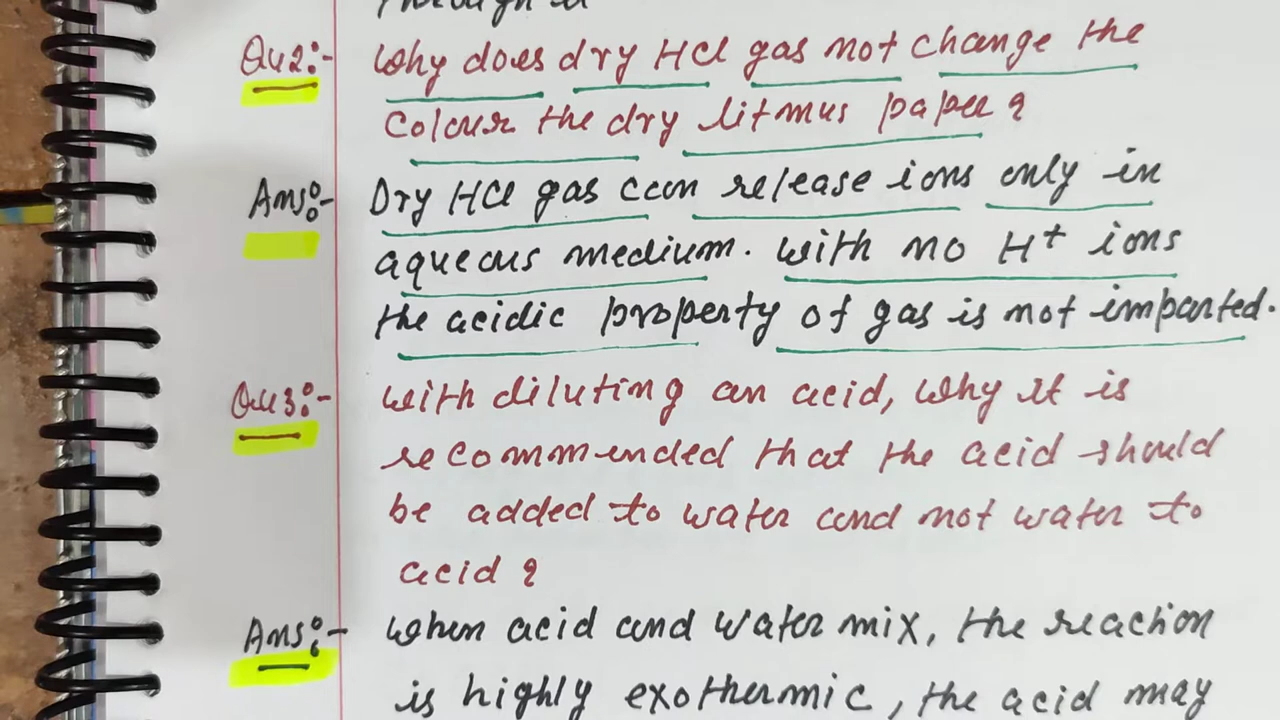 Through a
Qu2:- Why does dry HCl gas not change the
colour the dry litmus paper?
Ans:- Dry HCl gas can release ions only in
aqueous medium. With no H+ ions
the acidic property of gas is not imparted.
Qu3:- With diluting an acid, why it is
recommended that the acid should
be added to water and not water to
acid?
Ans:- When acid and water mix, the reaction
is highly exothermic, the acid may